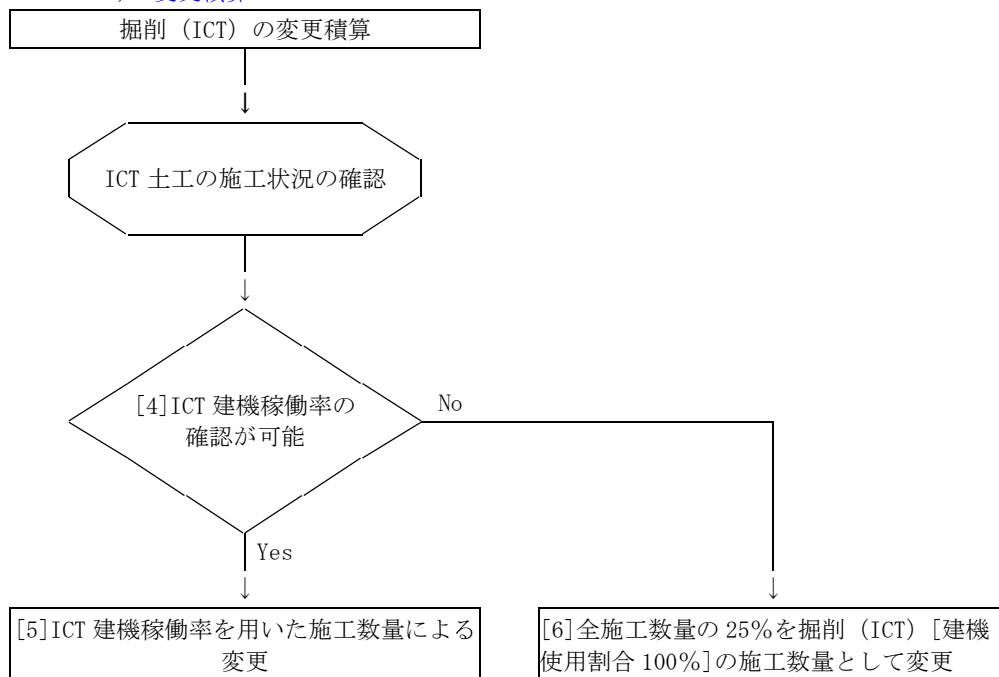 掘削（ICT）の変更積算
↓
ICT 土工の施工状況の確認
↓
[4]ICT 建機稼働率の
確認が可能
No
Yes
↓
↓
[5]ICT 建機稼働率を用いた施工数量による
変更
[6]全施工数量の 25％を掘削（ICT）[建機
使用割合 100％]の施工数量として変更